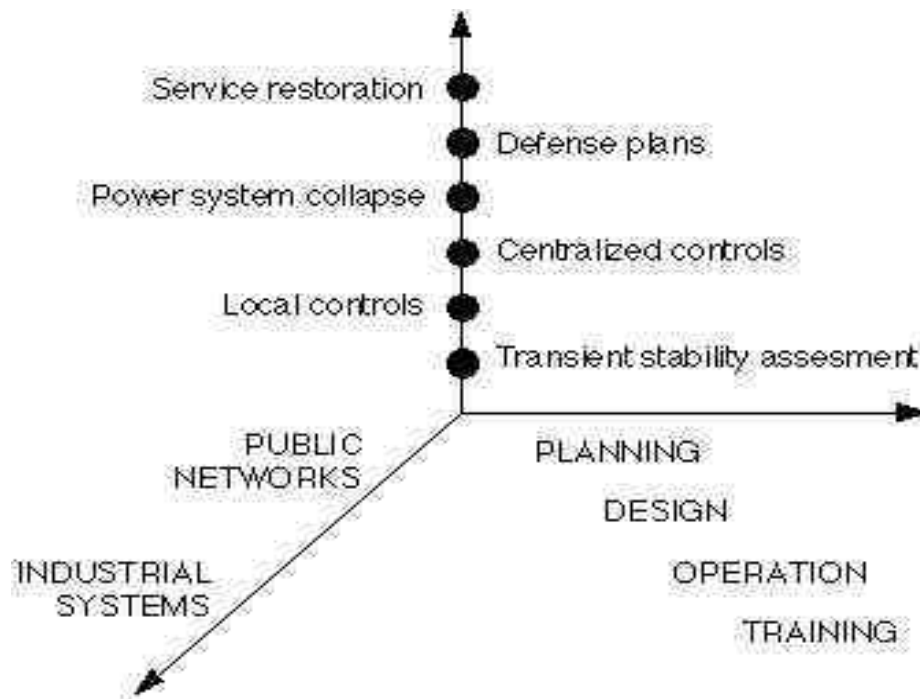 Service restoration
Defense plans
Power system collapse
Centralized controls
Local controls
Transient stability assesment
PUBLIC
NETWORKS
PLANNING
DESIGN
INDUSTRIAL
SYSTEMS
OPERATION
TRAINING